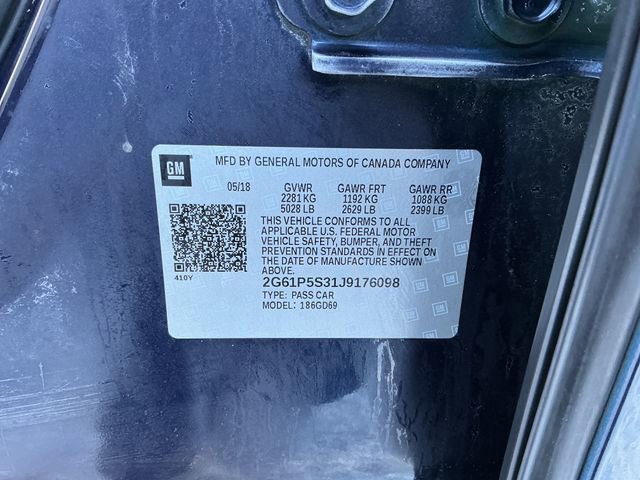 GM
MFD BY GENERAL MOTORS OF CANADA COMPANY
05/18 GVWR GAWR FRT GAWR RR
2281 KG 1192 KG 1088 KG
5028 LB 2629 LB 2399 LB
THIS VEHICLE CONFORMS TO ALL
APPLICABLE U.S. FEDERAL MOTOR
VEHICLE SAFETY, BUMPER, AND THEFT
PREVENTION STANDARDS IN EFFECT ON
THE DATE OF MANUFACTURE SHOWN
ABOVE.
410Y
2G61P5S31J9176098
TYPE: PASS CAR
MODEL: 186GD69